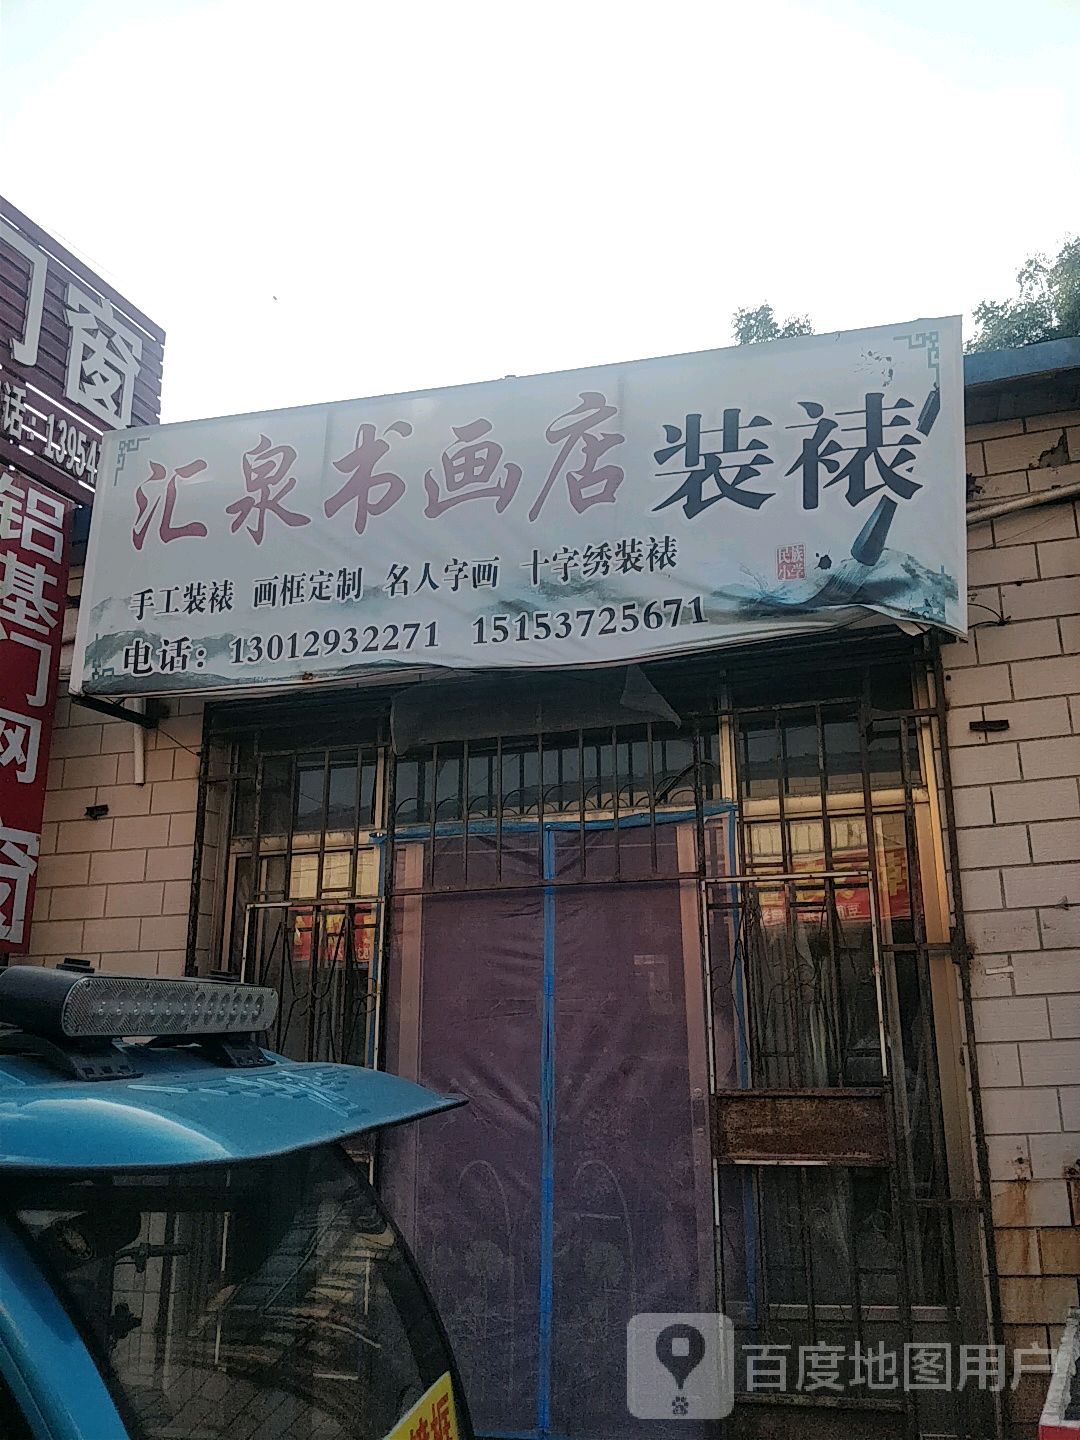 门窗
话：13954
铝基门网
窗
汇泉书画店 装裱
手工装裱 画框定制 名人字画 十字绣装裱
电话：13012932271 15153725671
百度地图用户